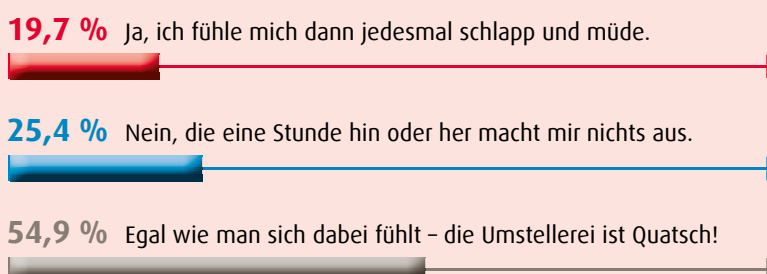 19,7 % Ja, ich fühle mich dann jedesmal schlapp und müde.
25,4 % Nein, die eine Stunde hin oder her macht mir nichts aus.
54,9 % Egal wie man sich dabei fühlt – die Umstellerei ist Quatsch!